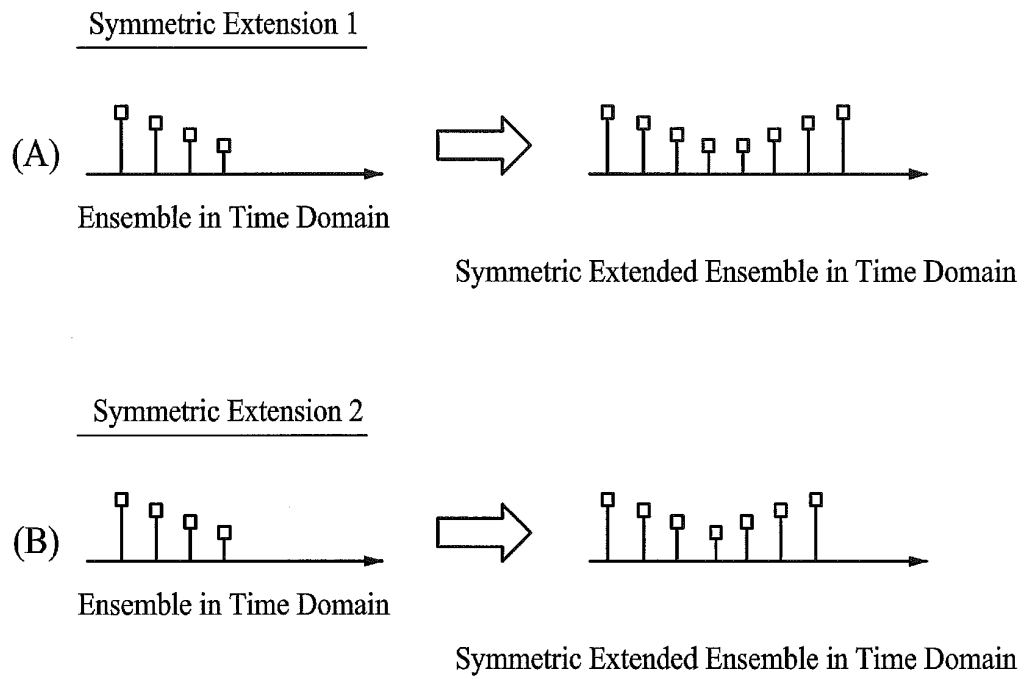 Symmetric Extension 1
(A)
Ensemble in Time Domain
Symmetric Extended Ensemble in Time Domain
Symmetric Extension 2
(B)
Ensemble in Time Domain
Symmetric Extended Ensemble in Time Domain